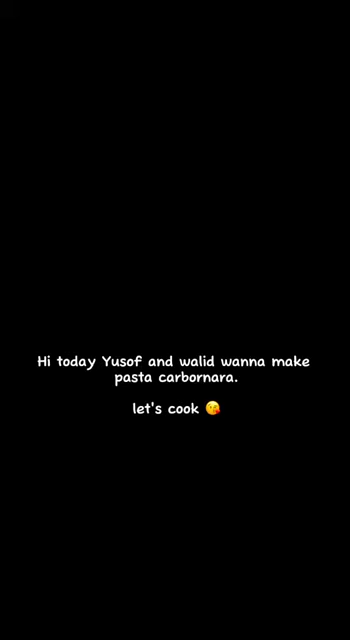 Hi today Yusof and walid wanna make
pasta carbornara.
let's cook 😘